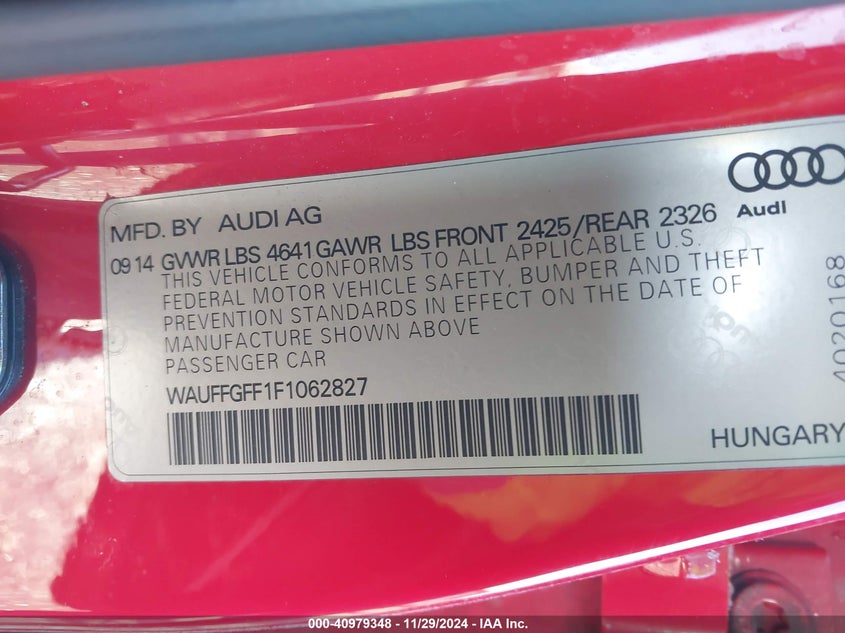 MFD. BY AUDI AG
Audi
09 14 GVWR LBS 4641 GAWR LBS FRONT 2425/REAR 2326
THIS VEHICLE CONFORMS TO ALL APPLICABLE U.S.
FEDERAL MOTOR VEHICLE SAFETY, BUMPER AND THEFT
PREVENTION STANDARDS IN EFFECT ON THE DATE OF
MANUFACTURE SHOWN ABOVE
PASSENGER CAR
WAUFFGFF1F1062827
HUNGARY
4020168
000-40979348 - 11/29/2024 - IAA Inc.